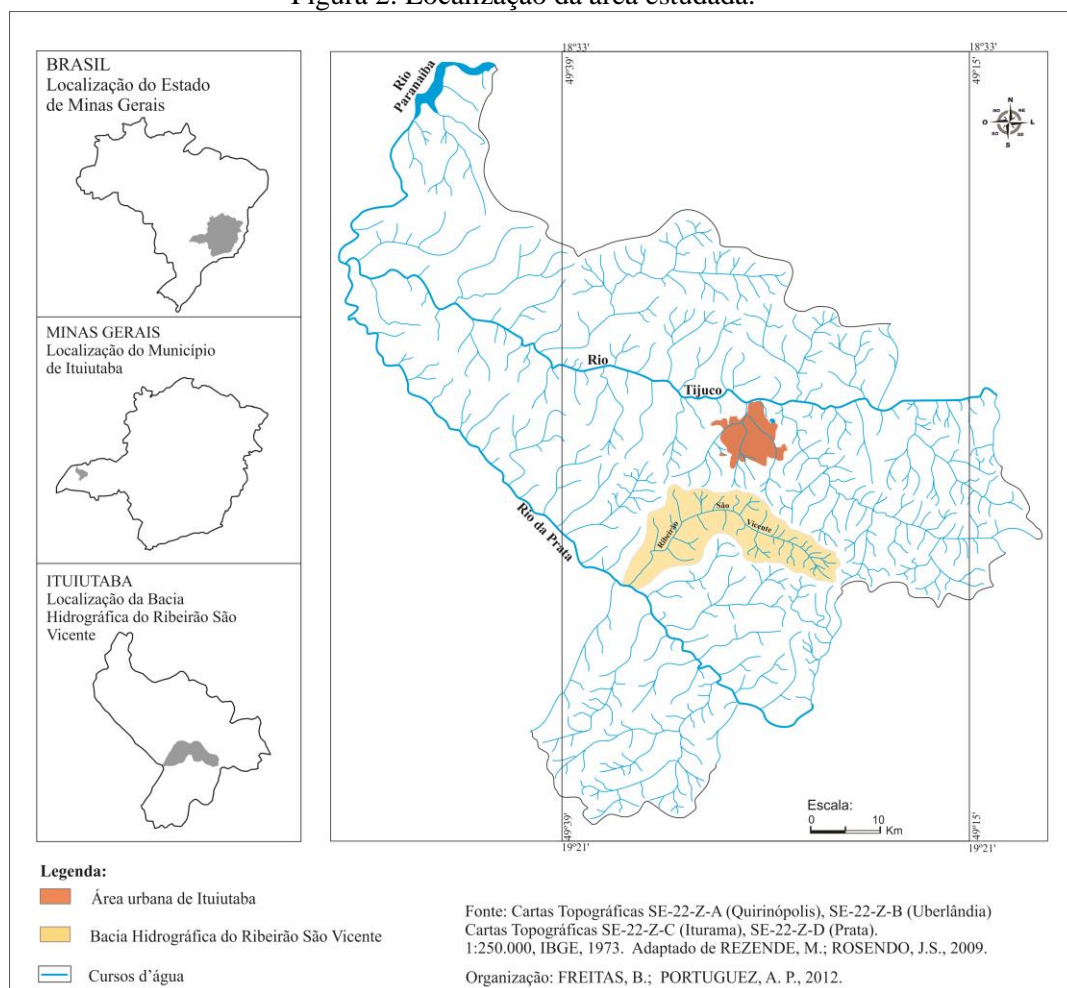 Figura 2: Localização da área estudada.
BRASIL
Localização do Estado
de Minas Gerais
MINAS GERAIS
Localização do Município
de Ituiutaba
ITUIUTABA
Localização da Bacia
Hidrográfica do Ribeirão São
Vicente
18°33'
49°39'
18°33'
49°15'
Rio
Paranaíba
N
NO
NE
O
L
SO
SE
S
Rio
Tijuco
Rio da Prata
Ribeirão
São
Vicente
Escala:
0 10
Km
49°39'
19°21'
49°15'
19°21'
Legenda:
Área urbana de Ituiutaba
Bacia Hidrográfica do Ribeirão São Vicente
Cursos d'água
Fonte: Cartas Topográficas SE-22-Z-A (Quirinópolis), SE-22-Z-B (Uberlândia)
Cartas Topográficas SE-22-Z-C (Iturama), SE-22-Z-D (Prata).
1:250.000, IBGE, 1973. Adaptado de REZENDE, M.; ROSENDO, J.S., 2009.
Organização: FREITAS, B.; PORTUGUEZ, A. P., 2012.